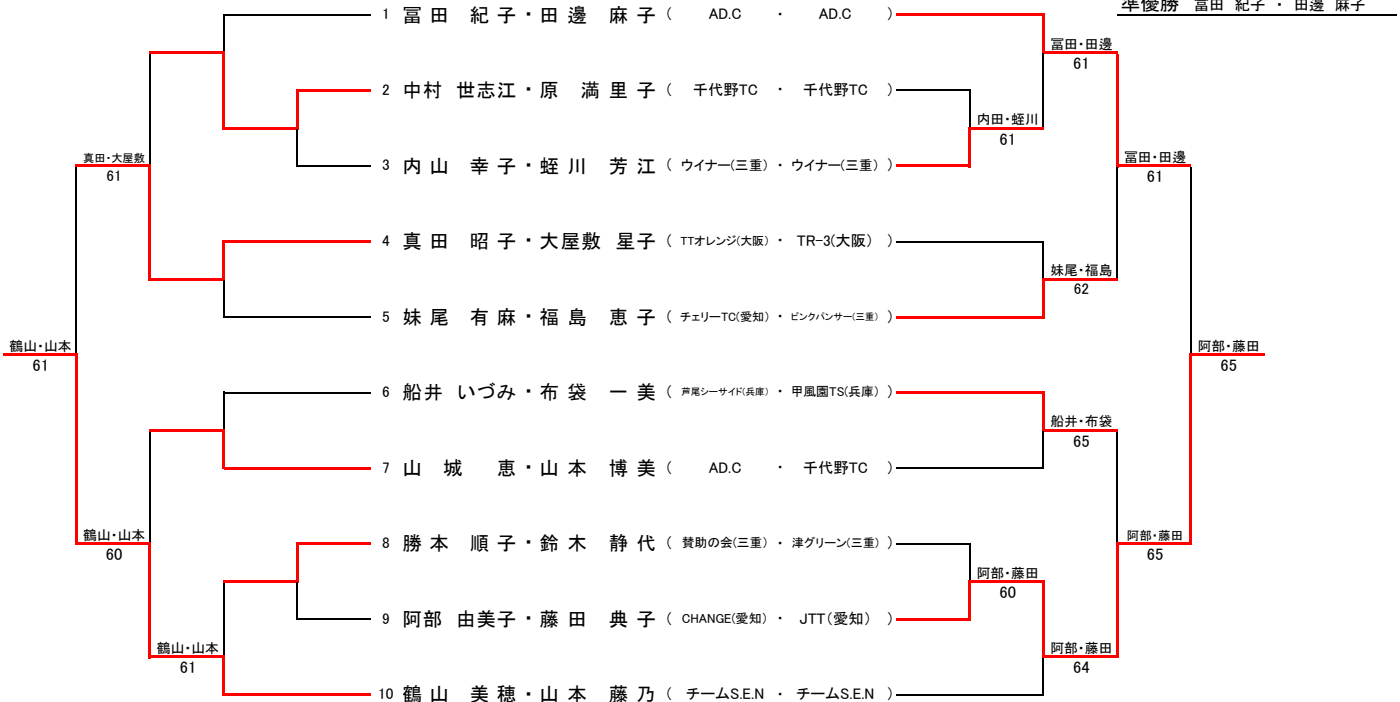 準優勝 冨田 紀子 ・ 田邊 麻子
1 冨田 紀子・田邊 麻子 ( AD.C ・ AD.C )
冨田・田邊
61
2 中村 世志江・原 満里子 ( 千代野TC ・ 千代野TC )
内田・蛭川
61
真田・大屋敷
61
3 内山 幸子・蛭川 芳江 ( ウイナー(三重) ・ ウイナー(三重) )
冨田・田邊
61
4 真田 昭子・大屋敷 星子 ( TTオレンジ(大阪) ・ TR-3(大阪) )
妹尾・福島
62
5 妹尾 有麻・福島 恵子 ( チェリーTC(愛知) ・ ピンクパンサー(三重) )
鶴山・山本
61
阿部・藤田
65
6 船井 いづみ・布袋 一美 ( 芦尾シーサイド(兵庫) ・ 甲風園TS(兵庫) )
船井・布袋
65
7 山城 恵・山本 博美 ( AD.C ・ 千代野TC )
鶴山・山本
60
8 勝本 順子・鈴木 静代 ( 賛助の会(三重) ・ 津グリーン(三重) )
阿部・藤田
65
阿部・藤田
60
9 阿部 由美子・藤田 典子 ( CHANGE(愛知) ・ JTT(愛知) )
鶴山・山本
61
阿部・藤田
64
10 鶴山 美穂・山本 藤乃 ( チームS.E.N ・ チームS.E.N )